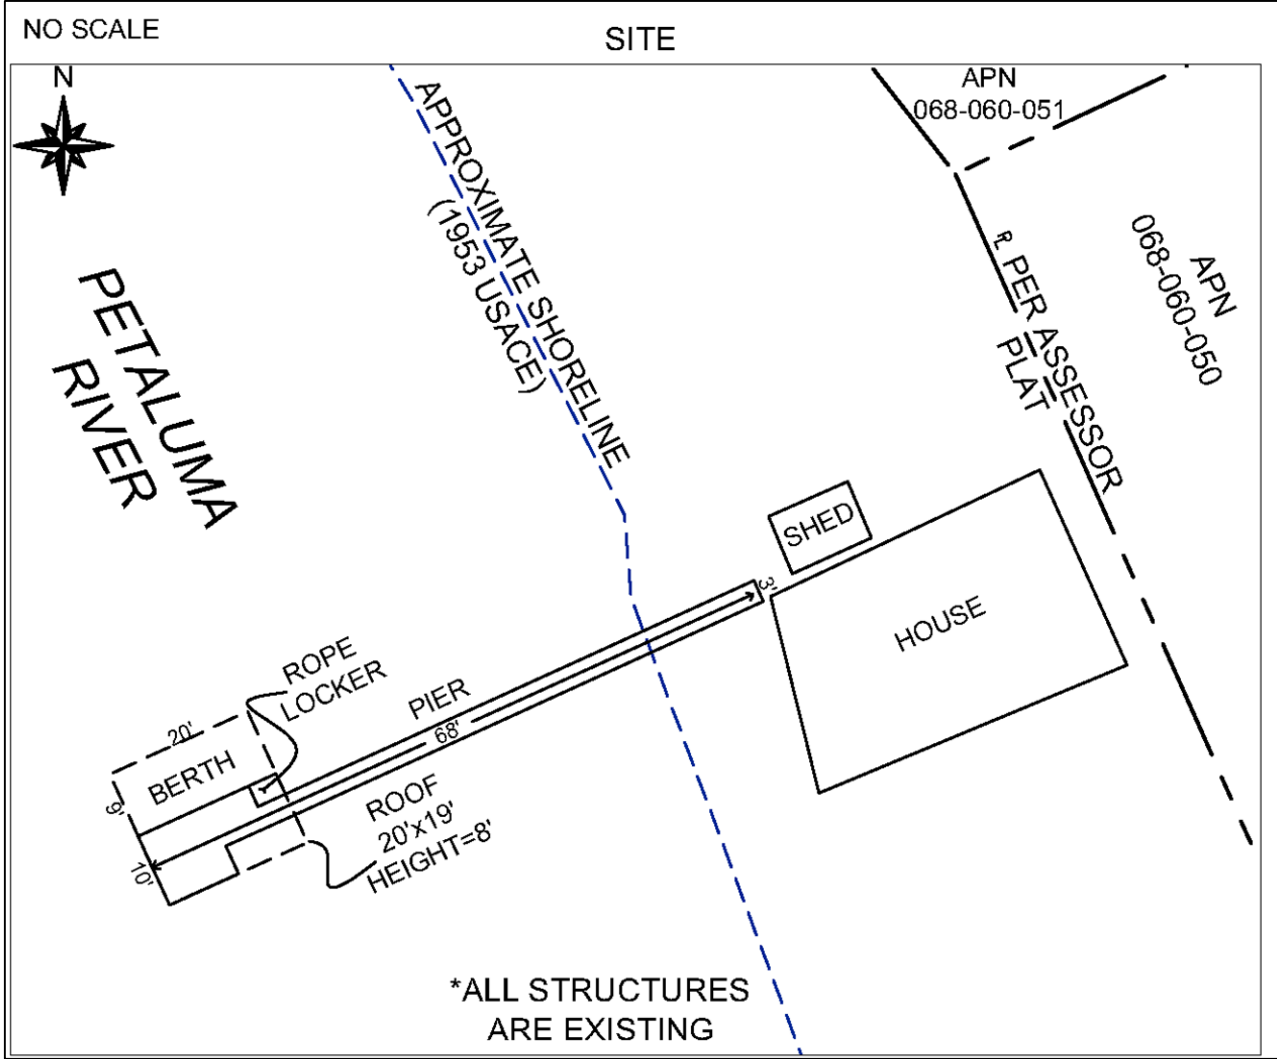 NO SCALE
SITE
N
APN
068-060-051
APPROXIMATE SHORELINE
(1953 USACE)
PETALUMA
RIVER
PL PER ASSESSOR
PLAT
APN
068-060-050
SHED
3'
HOUSE
ROPE
LOCKER
PIER
68'
20'
BERTH
9'
10'
ROOF
20'x19'
HEIGHT=8'
*ALL STRUCTURES
ARE EXISTING